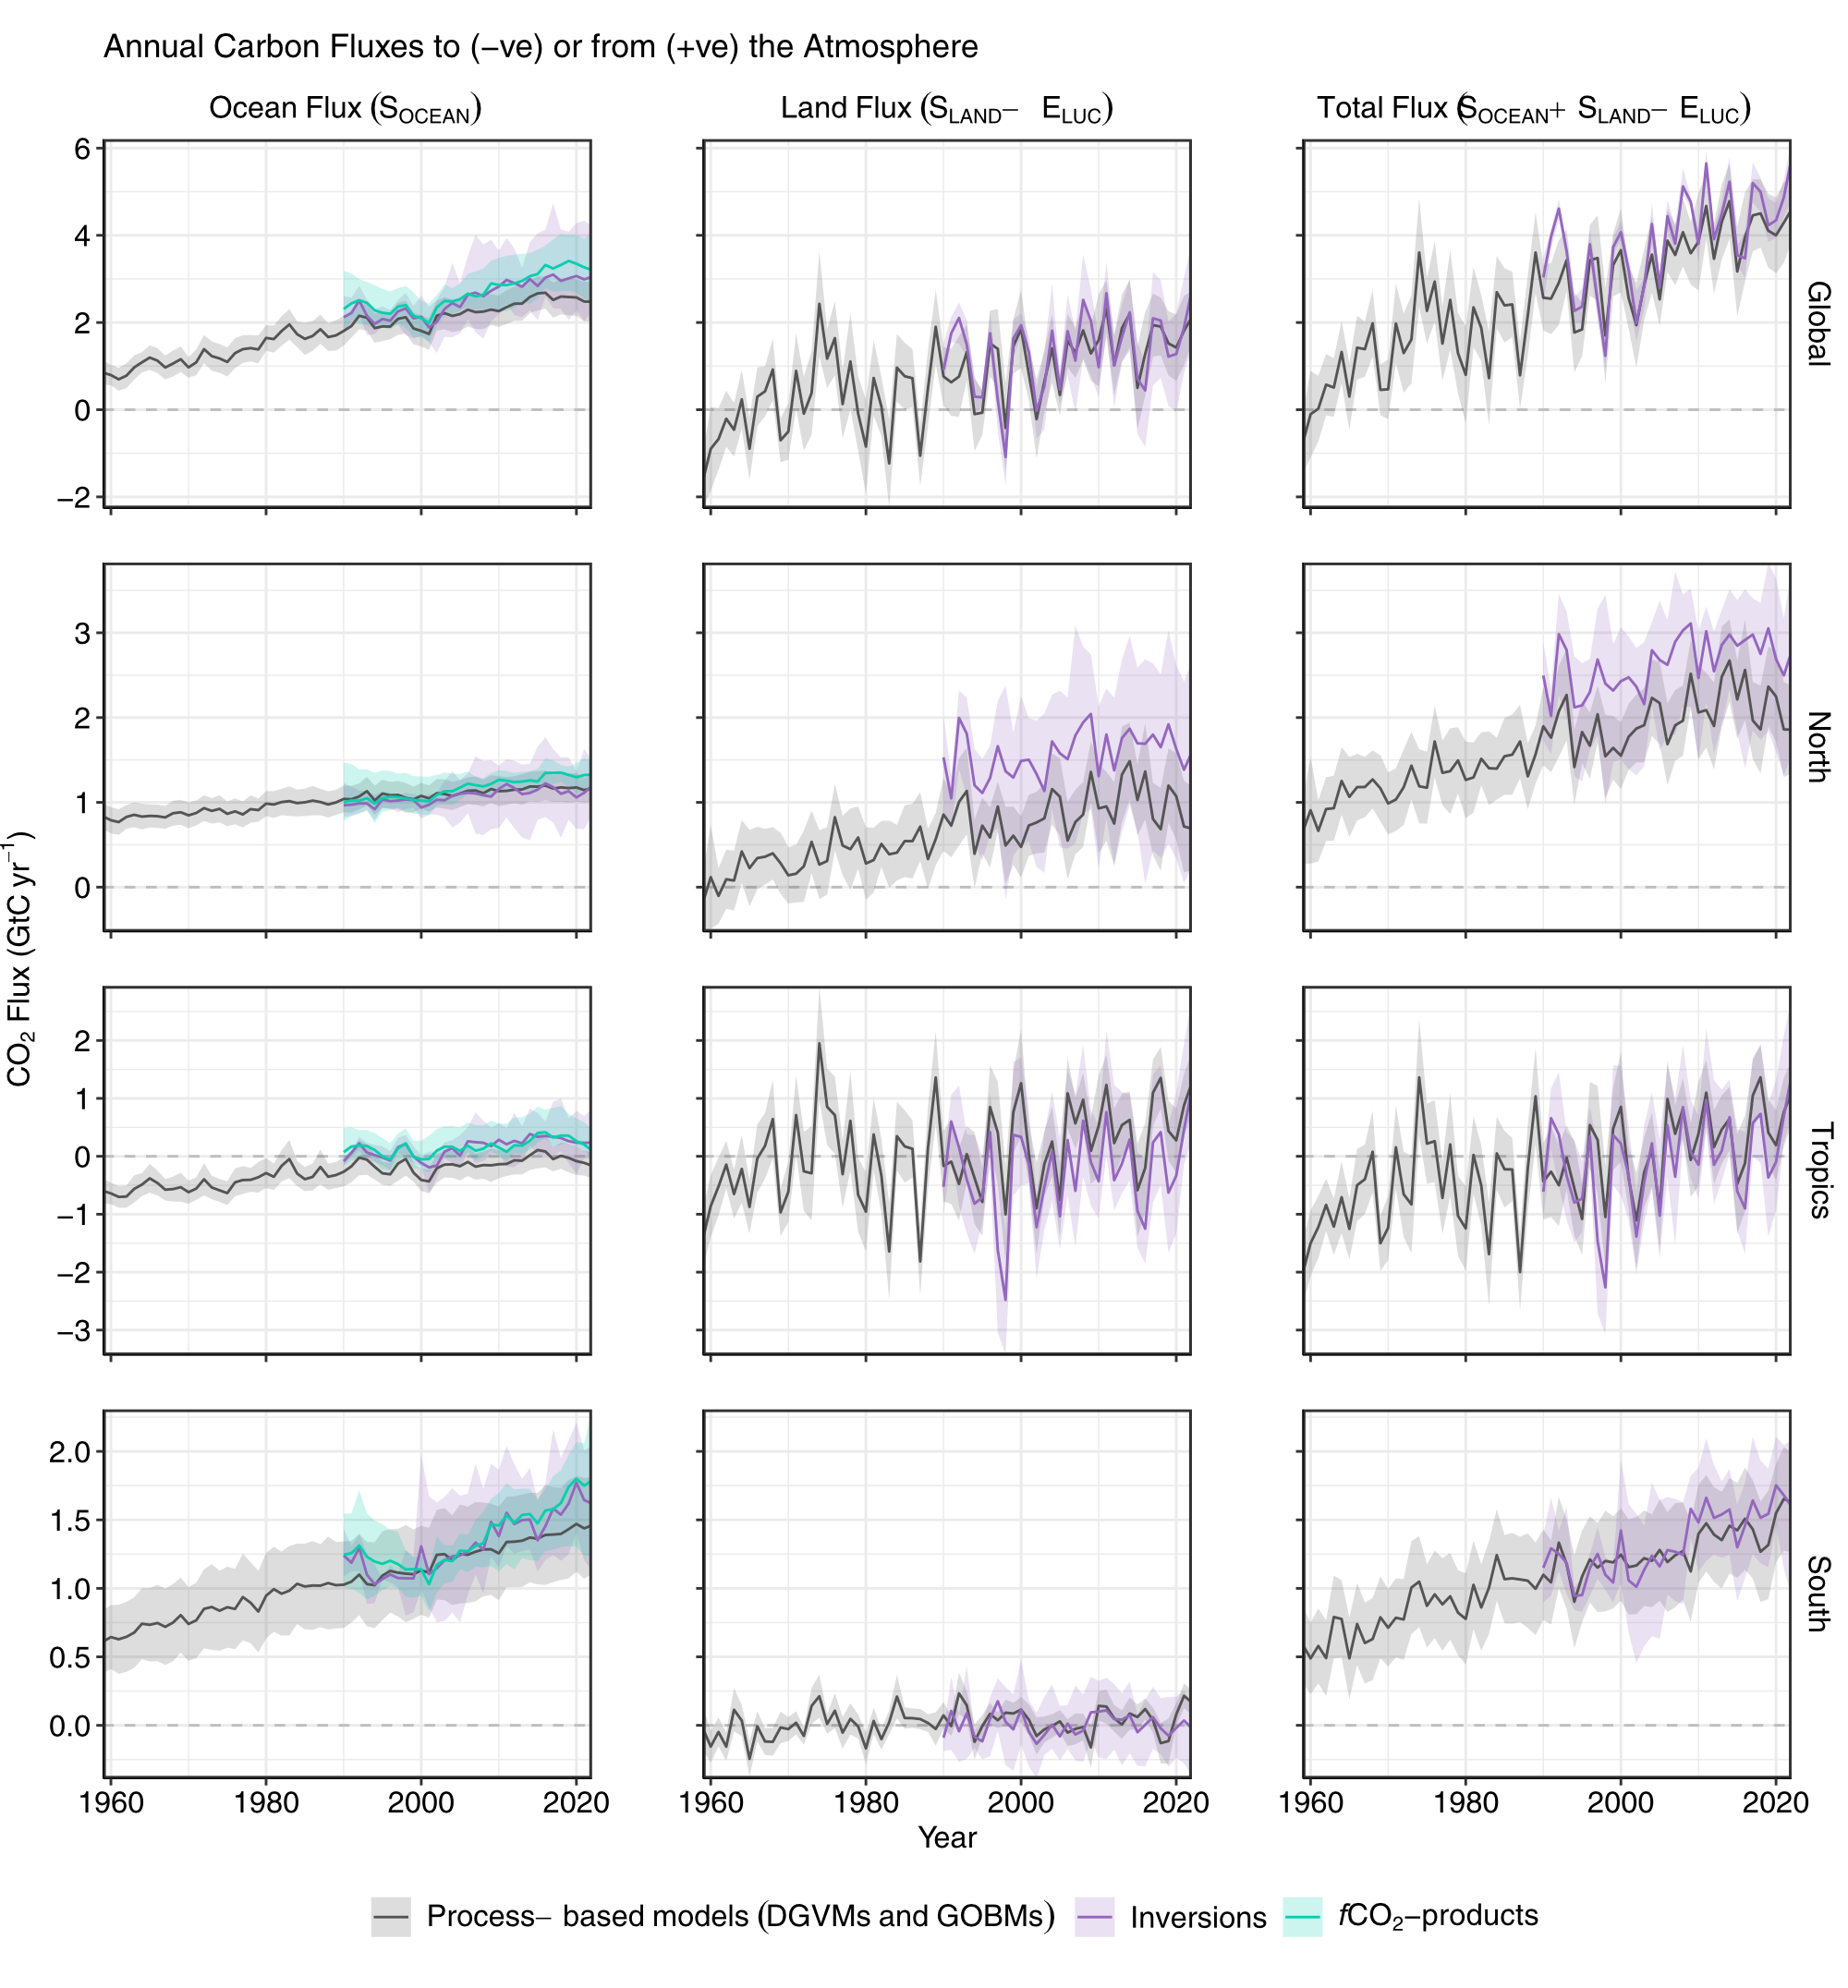 Annual Carbon Fluxes to (−ve) or from (+ve) the Atmosphere
Ocean Flux (SOCEAN)
Land Flux (SLAND− ELUC)
Total Flux (SOCEAN+ SLAND− ELUC)
6
4
2
0
−2
Global
3
2
1
0
North
CO2 Flux (GtC yr−1)
2
1
0
−1
−2
−3
Tropics
2.0
1.5
1.0
0.5
0.0
South
1960 1980 2000 2020
1960 1980 2000 2020
1960 1980 2000 2020
Year
Process− based models (DGVMs and GOBMs)
Inversions
fCO2−products